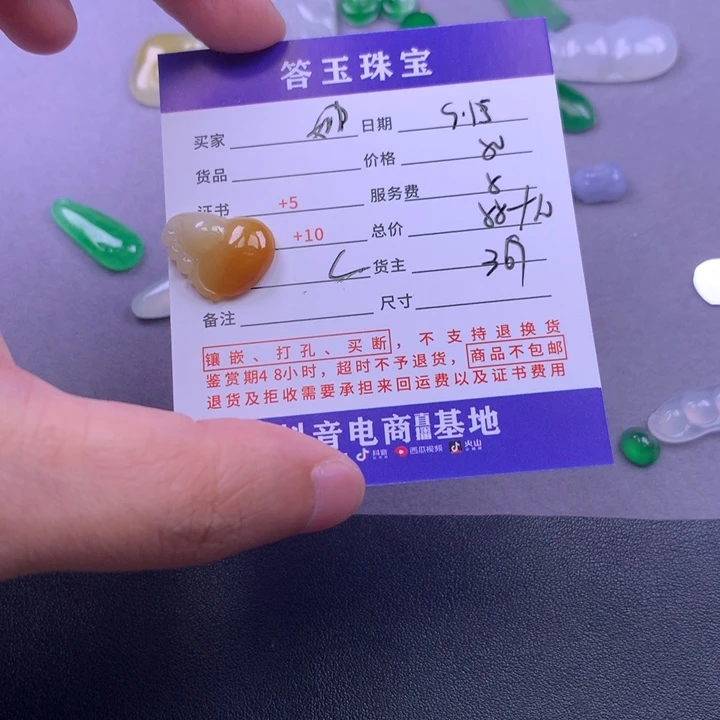 答玉珠宝
买家 日期 5.15
货品 价格
证书 +5 服务费
+10 总价
货主
备注 尺寸
镶嵌、打孔、买断，不支持退换货
鉴赏期48小时，超时不予退货，商品不包邮
退货及拒收需要承担来回运费以及证书费用
抖音电商直播基地
抖音 西瓜视频 火山